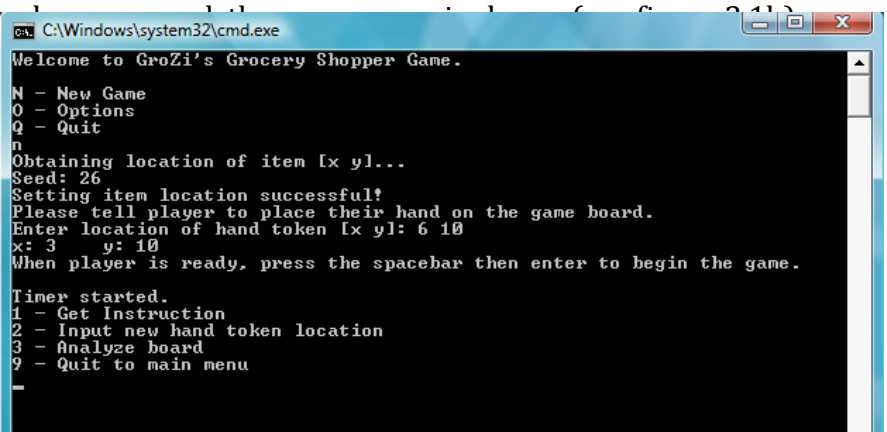 C:\Windows\system32\cmd.exe
Welcome to GroZi's Grocery Shopper Game.
N - New Game
O - Options
Q - Quit
n
Obtaining location of item [x y]...
Seed: 26
Setting item location successful!
Please tell player to place their hand on the game board.
Enter location of hand token [x y]: 6 10
x: 3    y: 10
When player is ready, press the spacebar then enter to begin the game.
Timer started.
1 - Get Instruction
2 - Input new hand token location
3 - Analyze board
9 - Quit to main menu